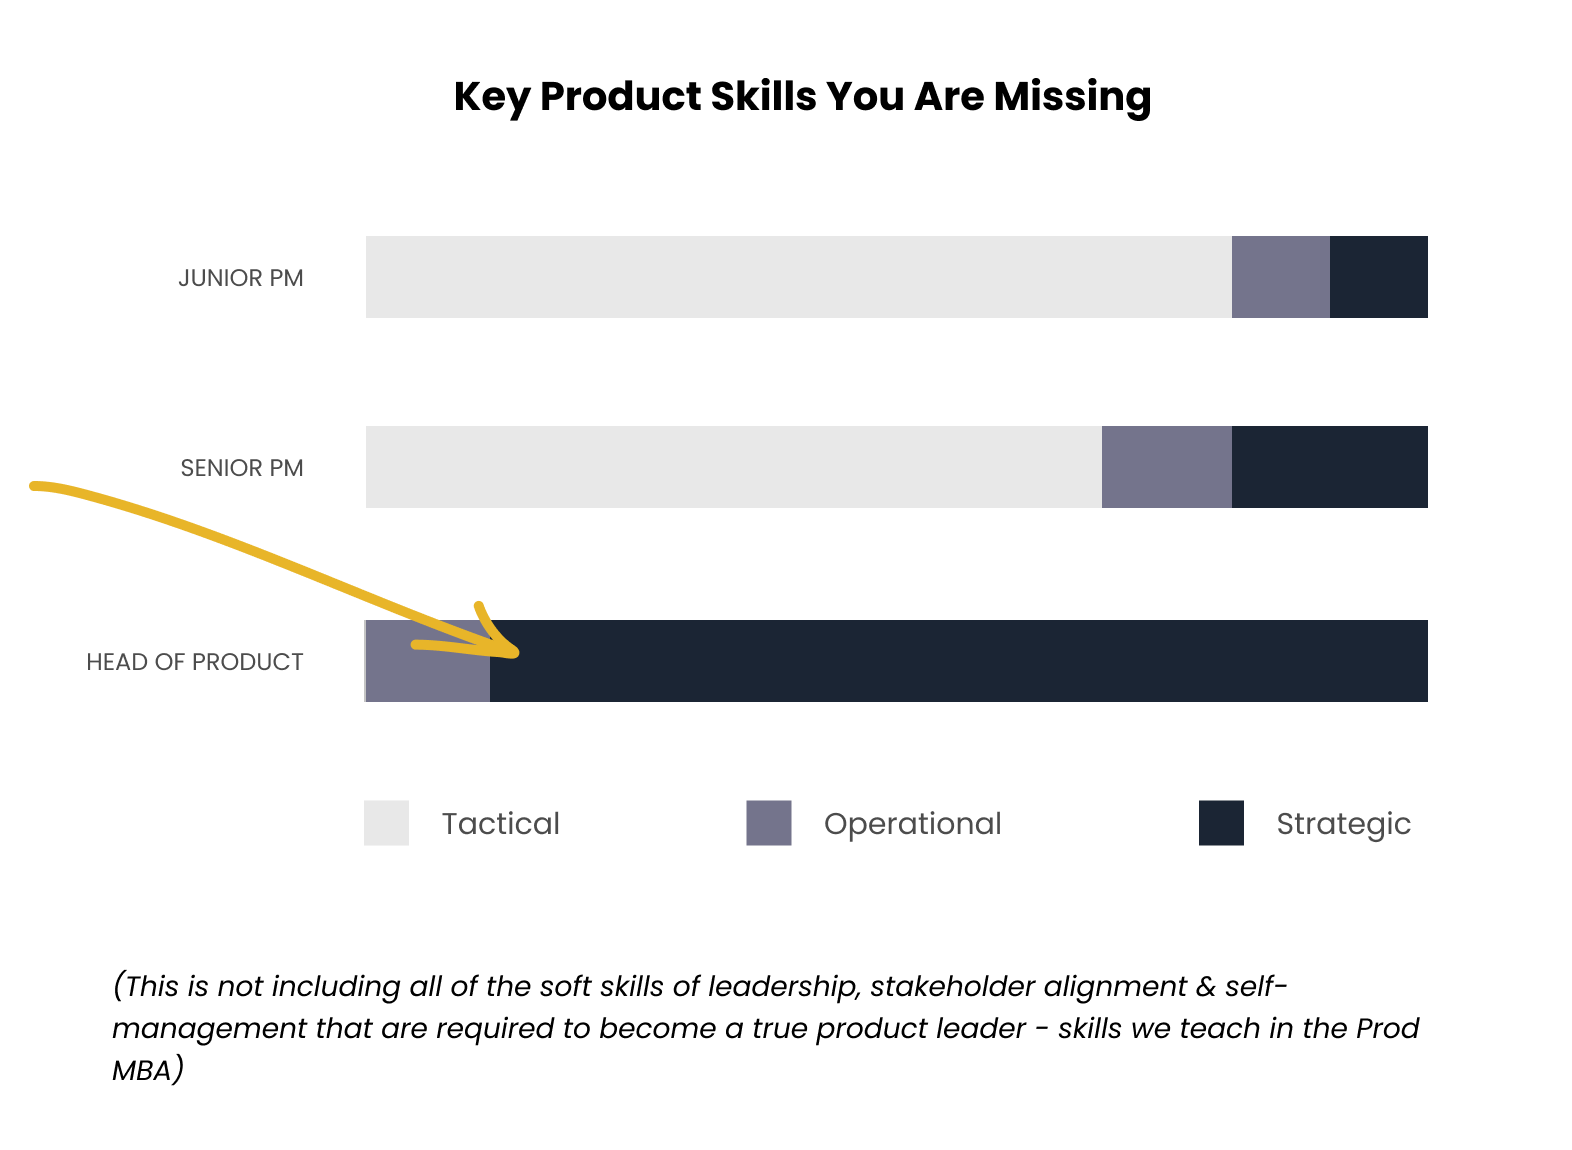 Key Product Skills You Are Missing
JUNIOR PM
SENIOR PM
HEAD OF PRODUCT
Tactical
Operational
Strategic
(This is not including all of the soft skills of leadership, stakeholder alignment & self-
management that are required to become a true product leader - skills we teach in the Prod
MBA)